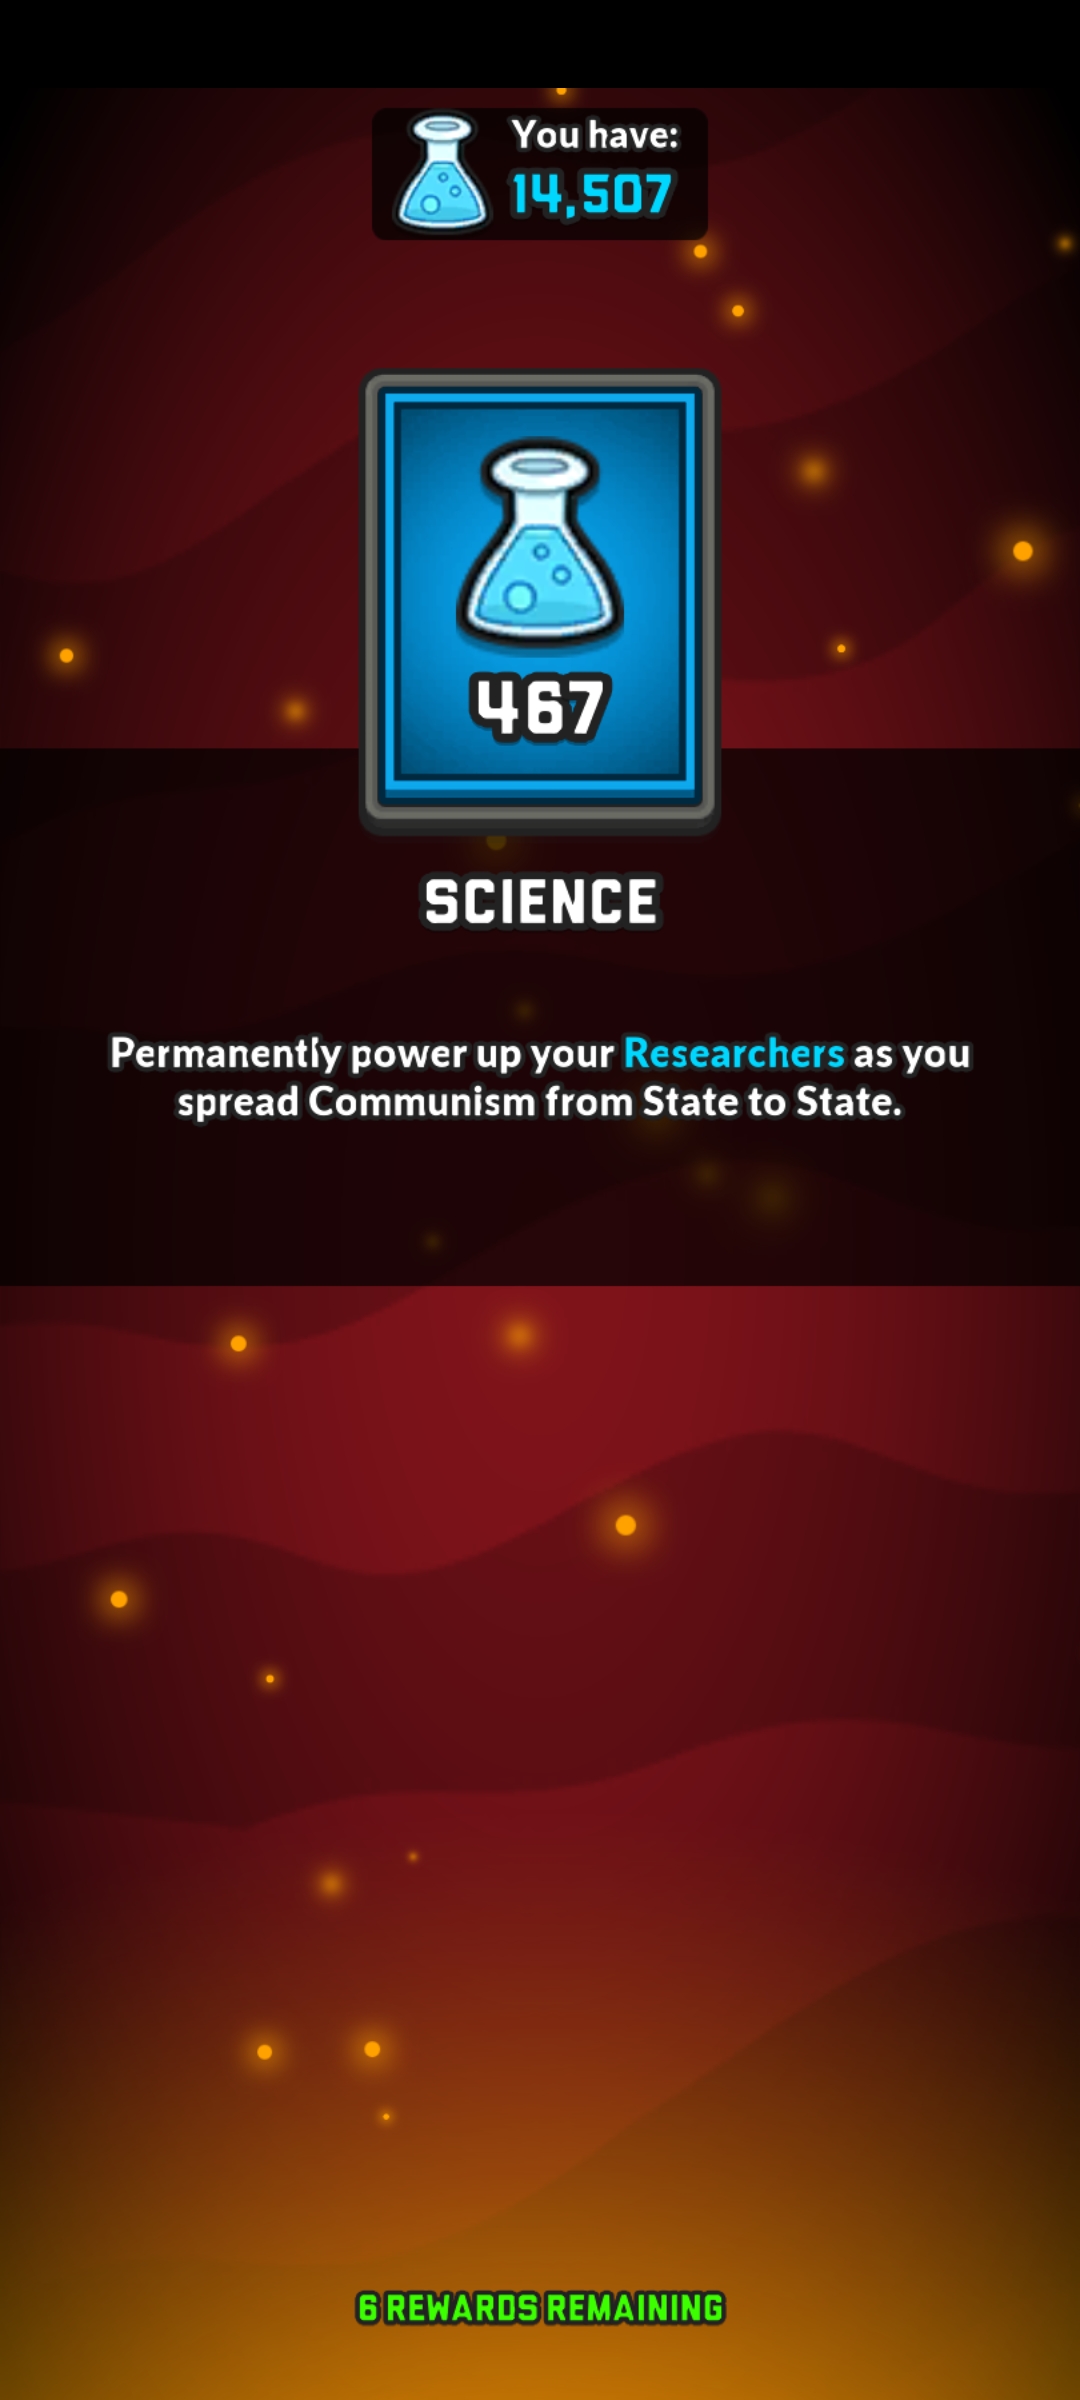 You have:
14,507
467
SCIENCE
Permanently power up your Researchers as you
spread Communism from State to State.
6 REWARDS REMAINING